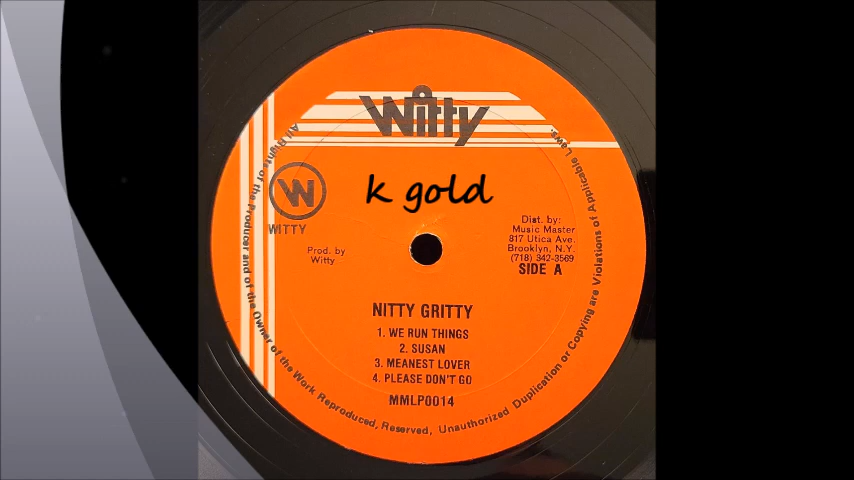 Witty
k gold
W
WITTY
Prod. by
Witty
Dist. by:
Music Master
817 Utica Ave.
Brooklyn, N.Y.
(718) 342-3569
SIDE A
NITTY GRITTY
1. WE RUN THINGS
2. SUSAN
3. MEANEST LOVER
4. PLEASE DON'T GO
MMLP0014
All Rights of the Producer and of the Owner of the Work Reproduced, Reserved, Unauthorized Duplication or Copying are Violations of Applicable Laws.